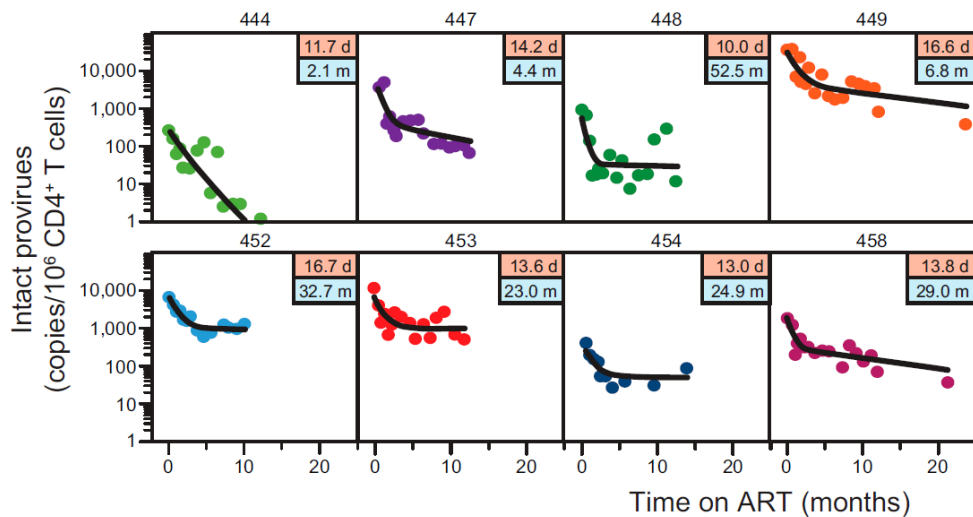 444 447 448 449
11.7 d 14.2 d 10.0 d 16.6 d
2.1 m 4.4 m 52.5 m 6.8 m
10,000
1,000
100
10
1
452 453 454 458
16.7 d 13.6 d 13.0 d 13.8 d
32.7 m 23.0 m 24.9 m 29.0 m
10,000
1,000
100
10
1
0 10 20 0 10 20 0 10 20 0 10 20
Intact proviruses
(copies/10⁶ CD4⁺ T cells)
Time on ART (months)